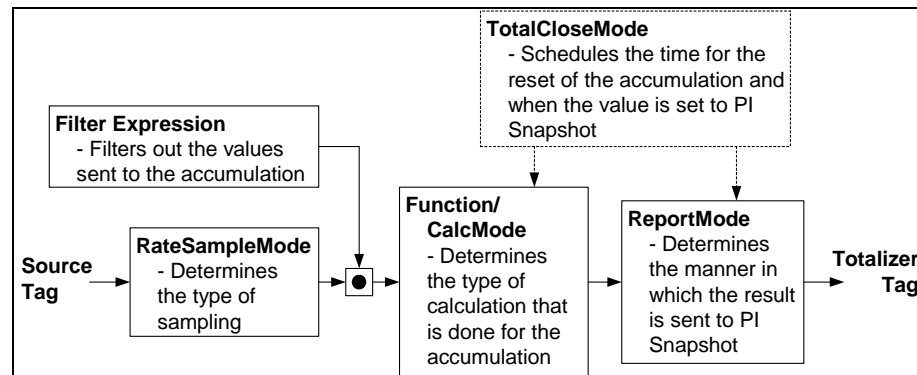 TotalCloseMode
- Schedules the time for the
reset of the accumulation and
when the value is set to PI
Snapshot
Filter Expression
- Filters out the values
sent to the accumulation
Source
Tag
RateSampleMode
- Determines
the type of
sampling
Function/
CalcMode
- Determines
the type of
calculation that
is done for the
accumulation
ReportMode
- Determines
the manner in
which the result
is sent to PI
Snapshot
Totalizer
Tag